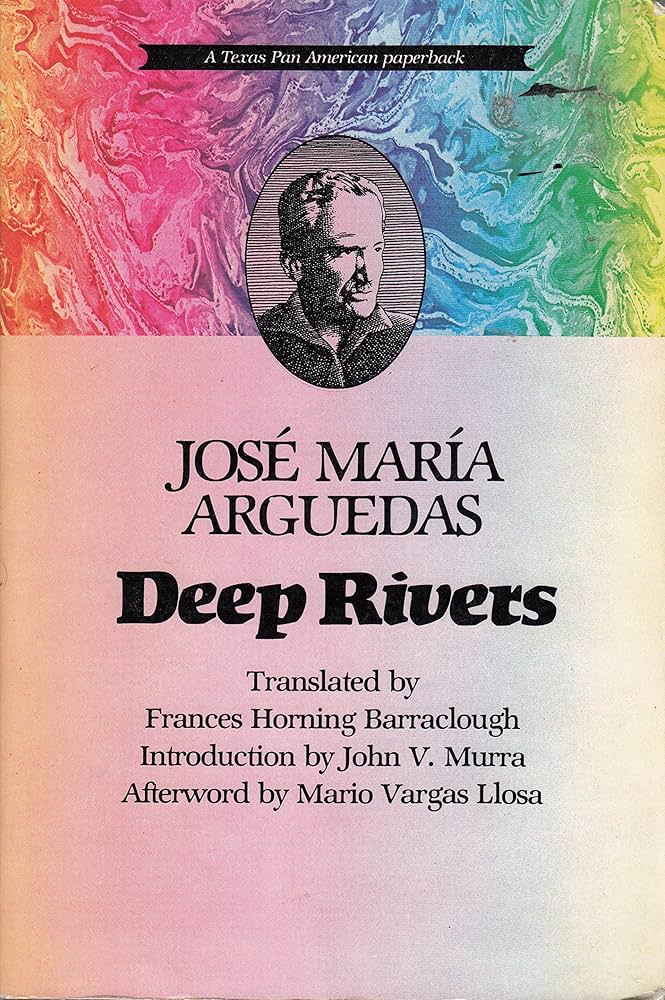 A Texas Pan American paperback
JOSÉ MARÍA
ARGUEDAS
Deep Rivers
Translated by
Frances Horning Barraclough
Introduction by John V. Murra
Afterword by Mario Vargas Llosa